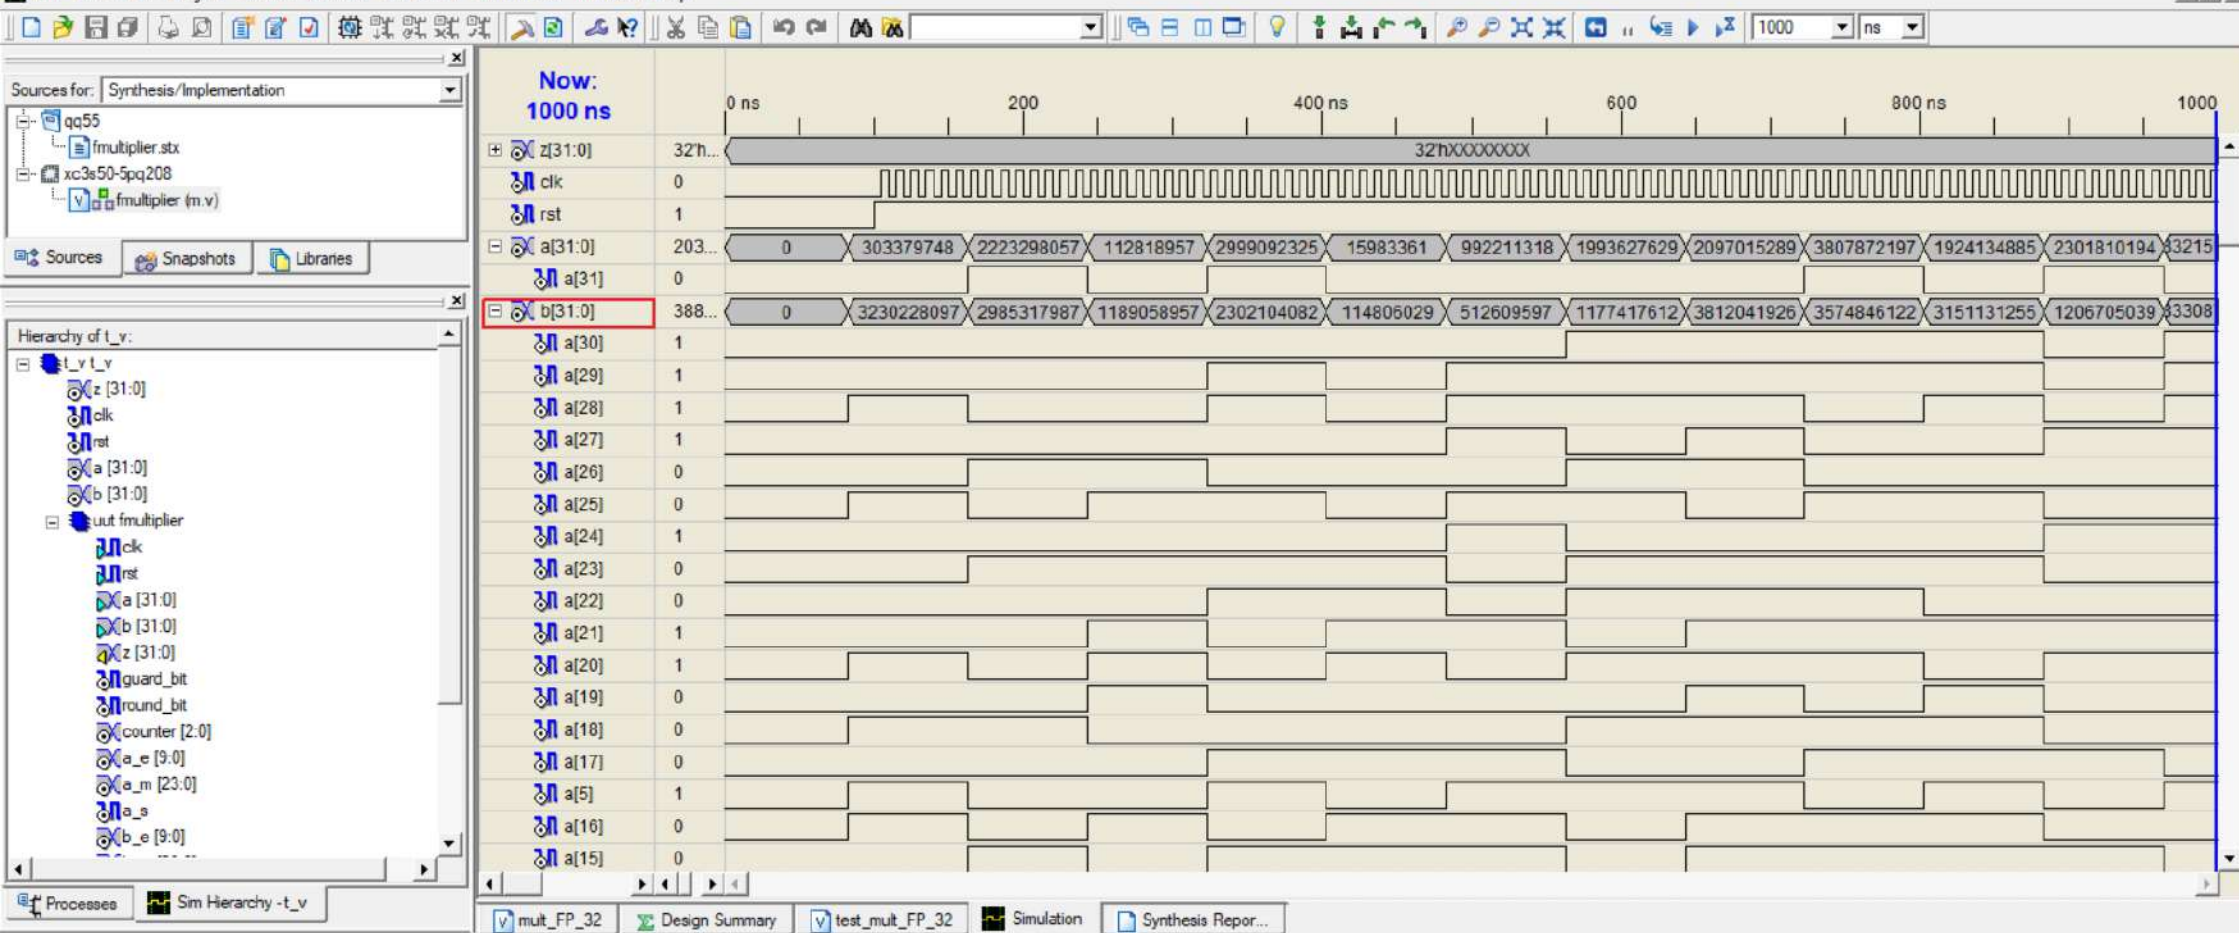 1000 ns
Sources for: Synthesis/Implementation
qq55
fmultiplier.stx
xc3s50-5pq208
fmultiplier (m.v)
Sources Snapshots Libraries
Hierarchy of t_v:
t_v t_v
z [31:0]
clk
rst
a [31:0]
b [31:0]
uut fmultiplier
clk
rst
a [31:0]
b [31:0]
z [31:0]
guard_bit
round_bit
counter [2:0]
a_e [9:0]
a_m [23:0]
a_s
b_e [9:0]
Processes Sim Hierarchy -t_v
Now:
1000 ns
0 ns 200 400 ns 600 800 ns 1000
z[31:0] 32'h... 32'hXXXXXXXX
clk 0
rst 1
a[31:0] 203... 0 303379748 2223298057 112818957 2999092325 15983361 992211318 1993627629 2097015289 3807872197 1924134885 2301810194 33215
a[31] 0
b[31:0] 388... 0 3230228097 2985317987 1189058957 2302104082 114806029 512609597 1177417612 3812041926 3574846122 3151131255 1206705039 33308
a[30] 1
a[29] 1
a[28] 1
a[27] 1
a[26] 0
a[25] 0
a[24] 1
a[23] 0
a[22] 0
a[21] 1
a[20] 1
a[19] 0
a[18] 0
a[17] 0
a[5] 1
a[16] 0
a[15] 0
mult_FP_32 Design Summary test_mult_FP_32 Simulation Synthesis Repor...